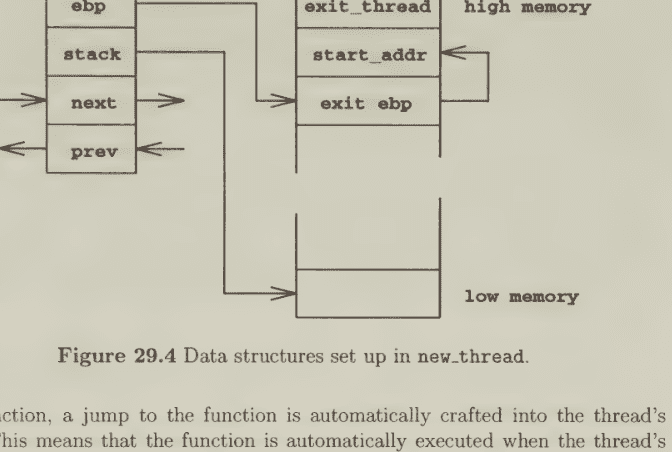 ebp
exit_thread high memory
stack
start_addr
next
exit ebp
prev
low memory
Figure 29.4 Data structures set up in new_thread.
nction, a jump to the function is automatically crafted into the thread's
This means that the function is automatically executed when the thread's